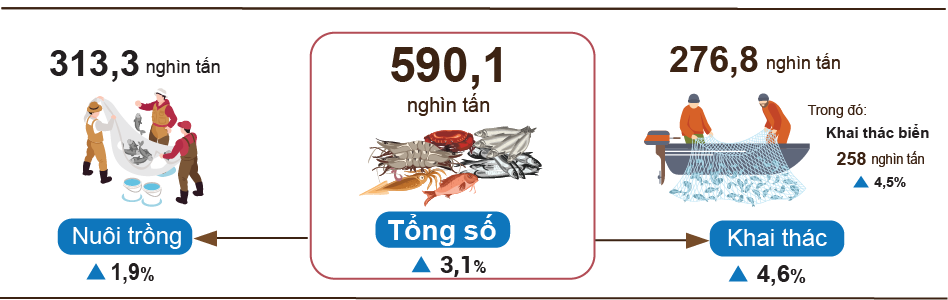 313,3 nghìn tấn
Nuôi trồng
▲ 1,9%
590,1
nghìn tấn
Tổng số
▲ 3,1%
276,8 nghìn tấn
Trong đó:
Khai thác biển
258 nghìn tấn
▲ 4,5%
Khai thác
▲ 4,6%